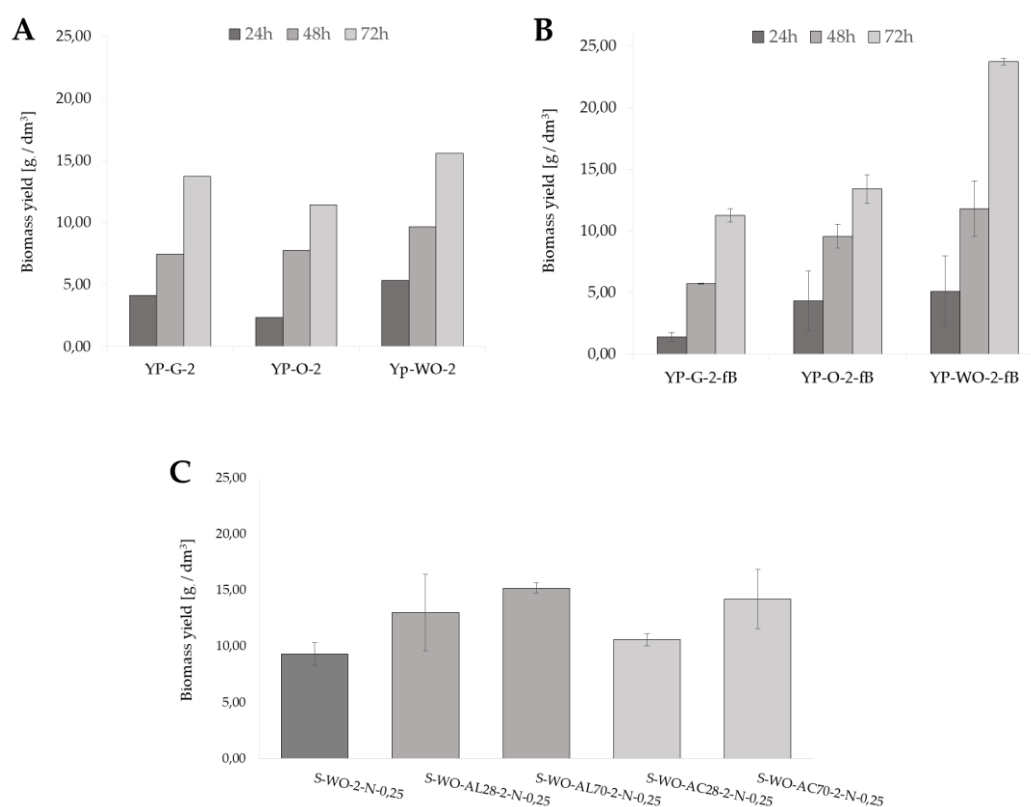 A
24h 48h 72h
25,00
20,00
15,00
10,00
5,00
0,00
Biomass yield [g / dm³]
YP-G-2 YP-O-2 Yp-WO-2
B
24h 48h 72h
25,00
20,00
15,00
10,00
5,00
0,00
Biomass yield [g / dm³]
YP-G-2-fB YP-O-2-fB YP-WO-2-fB
C
25,00
20,00
15,00
10,00
5,00
0,00
Biomass yield [g / dm³]
S-WO-2-N-0,25 S-WO-AL28-2-N-0,25 S-WO-AL70-2-N-0,25 S-WO-AC28-2-N-0,25 S-WO-AC70-2-N-0,25